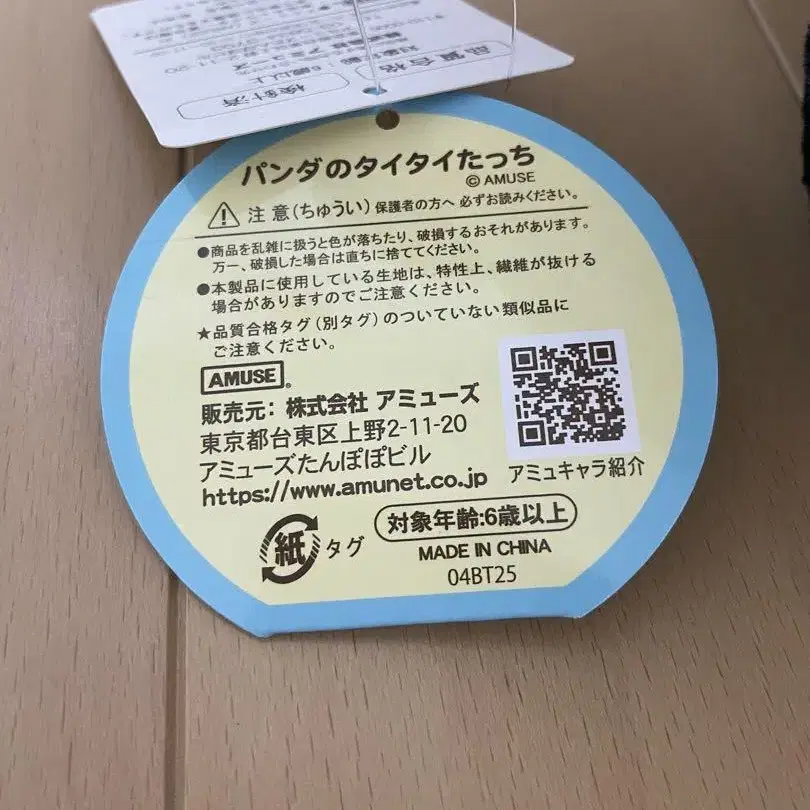 品質合格
検針済
6歳以上
パンダのタイタイたっち
© AMUSE
注意(ちゅうい) 保護者の方へ 必ずお読みください。
●商品を乱雑に扱うと色が落ちたり、破損するおそれがあります。
万一、破損した場合は直ちに捨ててください。
●本製品に使用している生地は、特性上、繊維が抜ける
場合がありますのでご注意ください。
★品質合格タグ(別タグ)のついていない類似品に
ご注意ください。
AMUSE®
販売元: 株式会社 アミューズ
東京都台東区上野2-11-20
アミューズたんぽぽビル
https://www.amunet.co.jp
アミュキャラ紹介
紙 タグ
対象年齢:6歳以上
MADE IN CHINA
04BT25